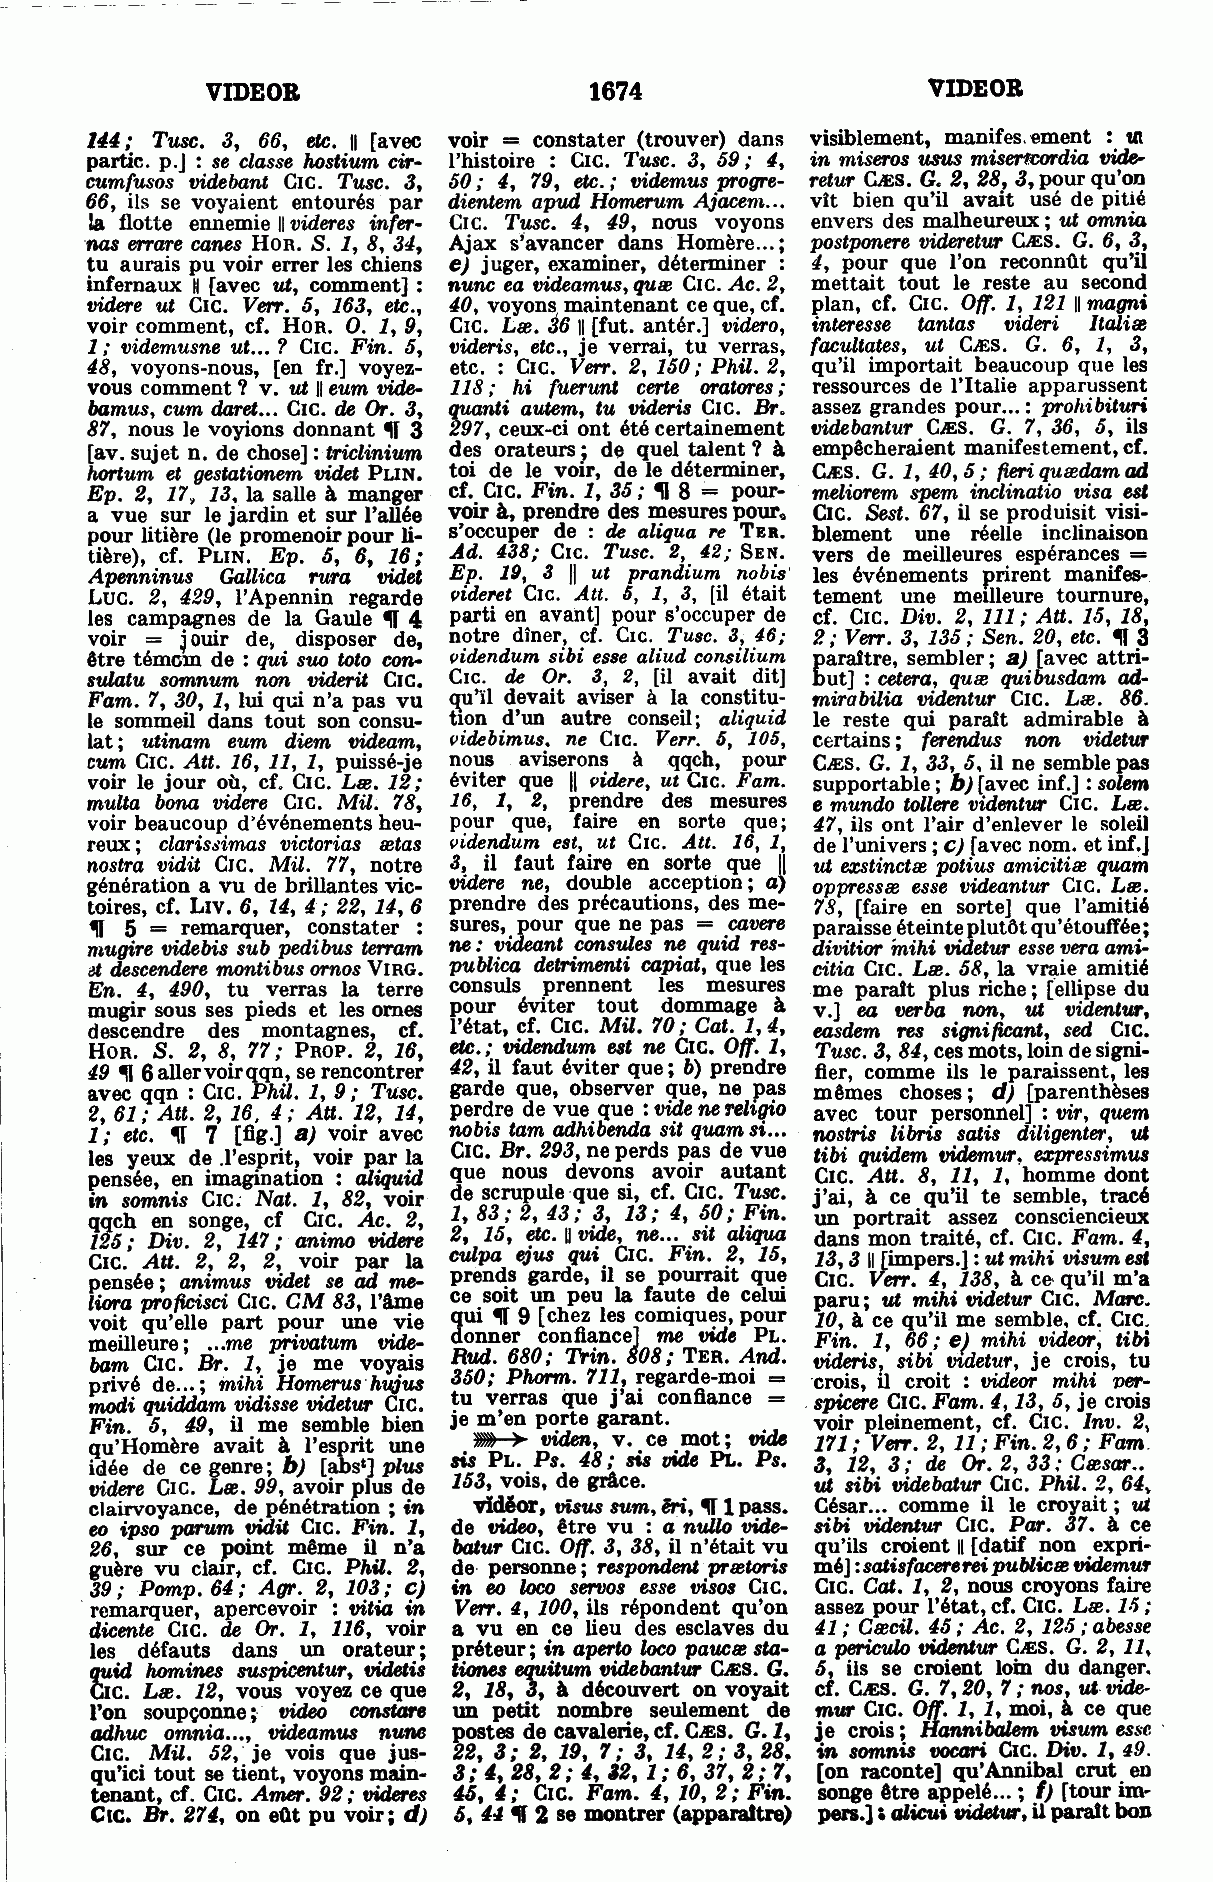 VIDEOR
1674
VIDEOR
144; Tusc. 3, 66, etc. || [avec
partic. p.] : se classe hostium cir-
cumfusos videbant CIC. Tusc. 3,
66, ils se voyaient entourés par
la flotte ennemie || videres infer-
nas errare canes HOR. S. 1, 8, 34,
tu aurais pu voir errer les chiens
infernaux || [avec ut, comment] :
videre ut CIC. Verr. 5, 163, etc.,
voir comment, cf. HOR. O. 1, 9,
1; videmusne ut... ? CIC. Fin. 5,
48, voyons-nous, [en fr.] voyez-
vous comment ? v. ut || eum vide-
bamus, cum daret... CIC. de Or. 3,
87, nous le voyions donnant ¶ 3
[av. sujet n. de chose] : triclinium
hortum et gestationem videt PLIN.
Ep. 2, 17, 13, la salle à manger
a vue sur le jardin et sur l'allée
pour litière (le promenoir pour li-
tière), cf. PLIN. Ep. 5, 6, 16;
Apenninus Gallica rura videt
LUC. 2, 429, l'Apennin regarde
les campagnes de la Gaule ¶ 4
voir = jouir de, disposer de,
être témoin de : qui suo toto con-
sulatu somnum non viderit CIC.
Fam. 7, 30, 1, lui qui n'a pas vu
le sommeil dans tout son consu-
lat; utinam eum diem videam,
cum CIC. Att. 16, 11, 1, puissé-je
voir le jour où, cf. CIC. Læ. 12;
multa bona videre CIC. Mil. 78,
voir beaucoup d'événements heu-
reux; clarissimas victorias ætas
nostra vidit CIC. Mil. 77, notre
génération a vu de brillantes vic-
toires, cf. LIV. 6, 14, 4; 22, 14, 6
¶ 5 = remarquer, constater :
mugire videbis sub pedibus terram
et descendere montibus ornos VIRG.
En. 4, 490, tu verras la terre
mugir sous ses pieds et les ornes
descendre des montagnes, cf.
HOR. S. 2, 8, 77; PROP. 2, 16,
49 ¶ 6 aller voir qqn, se rencontrer
avec qqn : CIC. Phil. 1, 9; Tusc.
2, 61; Att. 2, 16, 4; Att. 12, 14,
1; etc. ¶ 7 [fig.] a) voir avec
les yeux de l'esprit, voir par la
pensée, en imagination : aliquid
in somnis CIC. Nat. 1, 82, voir
qqch en songe, cf CIC. Ac. 2,
125; Div. 2, 147; animo videre
CIC. Att. 2, 2, 2, voir par la
pensée; animus videt se ad me-
liora proficisci CIC. CM 83, l'âme
voit qu'elle part pour une vie
meilleure; ...me privatum vide-
bam CIC. Br. 1, je me voyais
privé de...; mihi Homerus hujus
modi quiddam vidisse videtur CIC.
Fin. 5, 49, il me semble bien
qu'Homère avait à l'esprit une
idée de ce genre; b) [abst] plus
videre CIC. Læ. 99, avoir plus de
clairvoyance, de pénétration ; in
eo ipso parum vidit CIC. Fin. 1,
26, sur ce point même il n'a
guère vu clair, cf. CIC. Phil. 2,
39; Pomp. 64; Agr. 2, 103; c)
remarquer, apercevoir : vitia in
dicente CIC. de Or. 1, 116, voir
les défauts dans un orateur;
quid homines suspicentur, videtis
CIC. Læ. 12, vous voyez ce que
l'on soupçonne; video constare
adhuc omnia..., videamus nunc
CIC. Mil. 52, je vois que jus-
qu'ici tout se tient, voyons main-
tenant, cf. CIC. Amer. 92; videres
CIC. Br. 274, on eût pu voir; d)
voir = constater (trouver) dans
l'histoire : CIC. Tusc. 3, 59; 4,
50; 4, 79, etc.; videmus progre-
dientem apud Homerum Ajacem...
CIC. Tusc. 4, 49, nous voyons
Ajax s'avancer dans Homère...;
e) juger, examiner, déterminer :
nunc ea videamus, quæ CIC. Ac. 2,
40, voyons maintenant ce que, cf.
CIC. Læ. 36 || [fut. antér.] videro,
videris, etc., je verrai, tu verras,
etc. : CIC. Verr. 2, 150; Phil. 2,
118; hi fuerunt certe oratores;
quanti autem, tu videris CIC. Br.
297, ceux-ci ont été certainement
des orateurs; de quel talent ? à
toi de le voir, de le déterminer,
cf. CIC. Fin. 1, 35; ¶ 8 = pour-
voir à, prendre des mesures pour,
s'occuper de : de aliqua re TER.
Ad. 438; CIC. Tusc. 2, 42; SEN.
Ep. 19, 3 || ut prandium nobis
videret CIC. Att. 5, 1, 3, [il était
parti en avant] pour s'occuper de
notre dîner, cf. CIC. Tusc. 3, 46;
videndum sibi esse aliud consilium
CIC. de Or. 3, 2, [il avait dit]
qu'il devait aviser à la constitu-
tion d'un autre conseil; aliquid
videbimus, ne CIC. Verr. 5, 105,
nous aviserons à qqch, pour
éviter que || videre, ut CIC. Fam.
16, 1, 2, prendre des mesures
pour que, faire en sorte que;
videndum est, ut CIC. Att. 16, 1,
3, il faut faire en sorte que ||
videre ne, double acception; a)
prendre des précautions, des me-
sures, pour que ne pas = cavere
ne : videant consules ne quid res-
publica detrimenti capiat, que les
consuls prennent les mesures
pour éviter tout dommage à
l'état, cf. CIC. Mil. 70; Cat. 1, 4,
etc.; videndum est ne CIC. Off. 1,
42, il faut éviter que; b) prendre
garde que, observer que, ne pas
perdre de vue que : vide ne religio
nobis tam adhibenda sit quam si...
CIC. Br. 293, ne perds pas de vue
que nous devons avoir autant
de scrupule que si, cf. CIC. Tusc.
1, 83; 2, 43; 3, 13; 4, 50; Fin.
2, 15, etc. || vide, ne... sit aliqua
culpa ejus qui CIC. Fin. 2, 15,
prends garde, il se pourrait que
ce soit un peu la faute de celui
qui ¶ 9 [chez les comiques, pour
donner confiance] me vide PL.
Rud. 680; Trin. 808; TER. And.
350; Phorm. 711, regarde-moi =
tu verras que j'ai confiance =
je m'en porte garant.
➳ viden, v. ce mot; vide
sis PL. Ps. 48; sis vide PL. Ps.
153, vois, de grâce.
vĭdĕor, visus sum, ēri, ¶ 1 pass.
de video, être vu : a nullo vide-
batur CIC. Off. 3, 38, il n'était vu
de personne; respondent prætoris
in eo loco servos esse visos CIC.
Verr. 4, 100, ils répondent qu'on
a vu en ce lieu des esclaves du
préteur; in aperto loco paucæ sta-
tiones equitum videbantur CÆS. G.
2, 18, 3, à découvert on voyait
un petit nombre seulement de
postes de cavalerie, cf. CÆS. G. 1,
22, 3; 2, 19, 7; 3, 14, 2; 3, 28,
3; 4, 28, 2; 4, 32, 1; 6, 37, 2; 7,
45, 4; CIC. Fam. 4, 10, 2; Fin.
5, 44 ¶ 2 se montrer (apparaître)
visiblement, manifestement : ut
in miseros usus misericordia vide-
retur CÆS. G. 2, 28, 3, pour qu'on
vît bien qu'il avait usé de pitié
envers des malheureux; ut omnia
postponere videretur CÆS. G. 6, 3,
4, pour que l'on reconnût qu'il
mettait tout le reste au second
plan, cf. CIC. Off. 1, 121 || magni
interesse tantas videri Italiæ
facultates, ut CÆS. G. 6, 1, 3,
qu'il importait beaucoup que les
ressources de l'Italie apparussent
assez grandes pour... : prohibituri
videbantur CÆS. G. 7, 36, 5, ils
empêcheraient manifestement, cf.
CÆS. G. 1, 40, 5; fieri quædam ad
meliorem spem inclinatio visa est
CIC. Sest. 67, il se produisit visi-
blement une réelle inclinaison
vers de meilleures espérances =
les événements prirent manifes-
tement une meilleure tournure,
cf. CIC. Div. 2, 111; Att. 15, 18,
2; Verr. 3, 135; Sen. 20, etc. ¶ 3
paraître, sembler; a) [avec attri-
but] : cetera, quæ quibusdam ad-
mirabilia videntur CIC. Læ. 86.
le reste qui paraît admirable à
certains; ferendus non videtur
CÆS. G. 1, 33, 5, il ne semble pas
supportable; b) [avec inf.] : solem
e mundo tollere videntur CIC. Læ.
47, ils ont l'air d'enlever le soleil
de l'univers; c) [avec nom. et inf.]
ut exstinctæ potius amicitiæ quam
oppressæ esse videantur CIC. Læ.
78, [faire en sorte] que l'amitié
paraisse éteinte plutôt qu'étouffée;
divitior mihi videtur esse vera ami-
citia CIC. Læ. 58, la vraie amitié
me paraît plus riche; [ellipse du
v.] ea verba non, ut videntur,
easdem res significant, sed CIC.
Tusc. 3, 84, ces mots, loin de signi-
fier, comme ils le paraissent, les
mêmes choses; d) [parenthèses
avec tour personnel] : vir, quem
nostris libris satis diligenter, ut
tibi quidem videmur, expressimus
CIC. Att. 8, 11, 1, homme dont
j'ai, à ce qu'il te semble, tracé
un portrait assez consciencieux
dans mon traité, cf. CIC. Fam. 4,
13, 3 || [impers.] : ut mihi visum est
CIC. Verr. 4, 138, à ce qu'il m'a
paru; ut mihi videtur CIC. Marc.
10, à ce qu'il me semble, cf. CIC.
Fin. 1, 66; e) mihi videor, tibi
videris, sibi videtur, je crois, tu
crois, il croit : videor mihi per-
spicere CIC. Fam. 4, 13, 5, je crois
voir pleinement, cf. CIC. Inv. 2,
171; Verr. 2, 11; Fin. 2, 6; Fam.
3, 12, 3; de Or. 2, 33; Cæsar..
ut sibi videbatur CIC. Phil. 2, 64,
César... comme il le croyait; ut
sibi videntur CIC. Par. 37. à ce
qu'ils croient || [datif non expri-
mé] : satisfacere rei publicæ videmur
CIC. Cat. 1, 2, nous croyons faire
assez pour l'état, cf. CIC. Læ. 15;
41; Cæcil. 45; Ac. 2, 125; abesse
a periculo videntur CÆS. G. 2, 11,
5, ils se croient loin du danger.
cf. CÆS. G. 7, 20, 7; nos, ut vide-
mur CIC. Off. 1, 1, moi, à ce que
je crois; Hannibalem visum esse
in somnis vocari CIC. Div. 1, 49.
[on raconte] qu'Annibal crut en
songe être appelé... ; f) [tour im-
pers.] : alicui videtur, il paraît bon